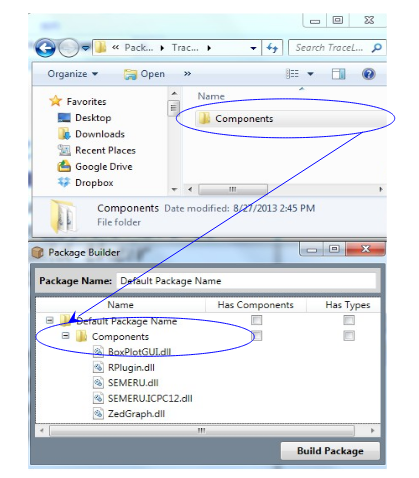 « Pack... ▸ Trac... ▸ Search TraceL...
Organize ▾ Open »
Favorites
Desktop
Downloads
Recent Places
Google Drive
Dropbox
Name
Components
Components Date modified: 8/27/2013 2:45 PM
File folder
Package Builder
Package Name: Default Package Name
Name Has Components Has Types
Default Package Name
Components
BoxPlotGUI.dll
RPlugin.dll
SEMERU.dll
SEMERU.ICPC12.dll
ZedGraph.dll
Build Package